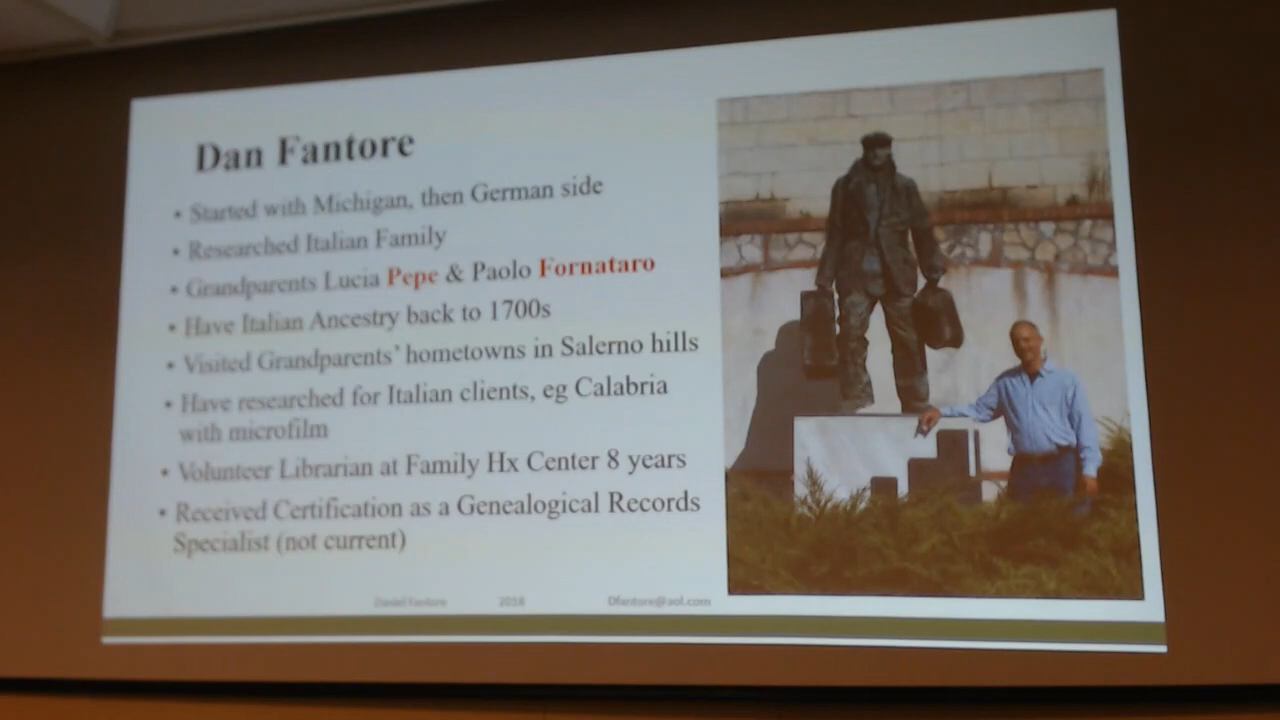 Dan Fantore
• Started with Michigan, then German side
• Researched Italian Family
• Grandparents Lucia Pepe & Paolo Fornataro
• Have Italian Ancestry back to 1700s
• Visited Grandparents' hometowns in Salerno hills
• Have researched for Italian clients, eg Calabria
with microfilm
• Volunteer Librarian at Family Hx Center 8 years
• Received Certification as a Genealogical Records
Specialist (not current)
Daniel Fantore 2018 Dfantore@aol.com